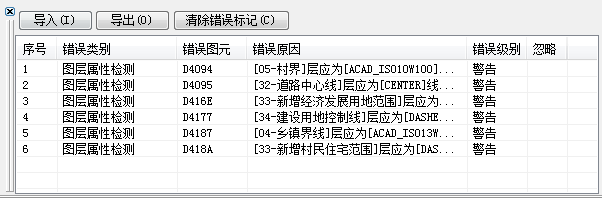 导入(I) 导出(O) 清除错误标记(C)
序号 错误类别 错误图元 错误原因 错误级别 忽略
1 图层属性检测 D4094 [05-村界]层应为[ACAD_ISO10W100]... 警告
2 图层属性检测 D4095 [32-道路中心线]层应为[CENTER]线... 警告
3 图层属性检测 D416E [33-新增经济发展用地范围]层应为... 警告
4 图层属性检测 D4177 [34-建设用地控制线]层应为[DASHE... 警告
5 图层属性检测 D4187 [04-乡镇界线]层应为[ACAD_ISO13W... 警告
6 图层属性检测 D418A [33-新增村民住宅范围]层应为[DAS... 警告